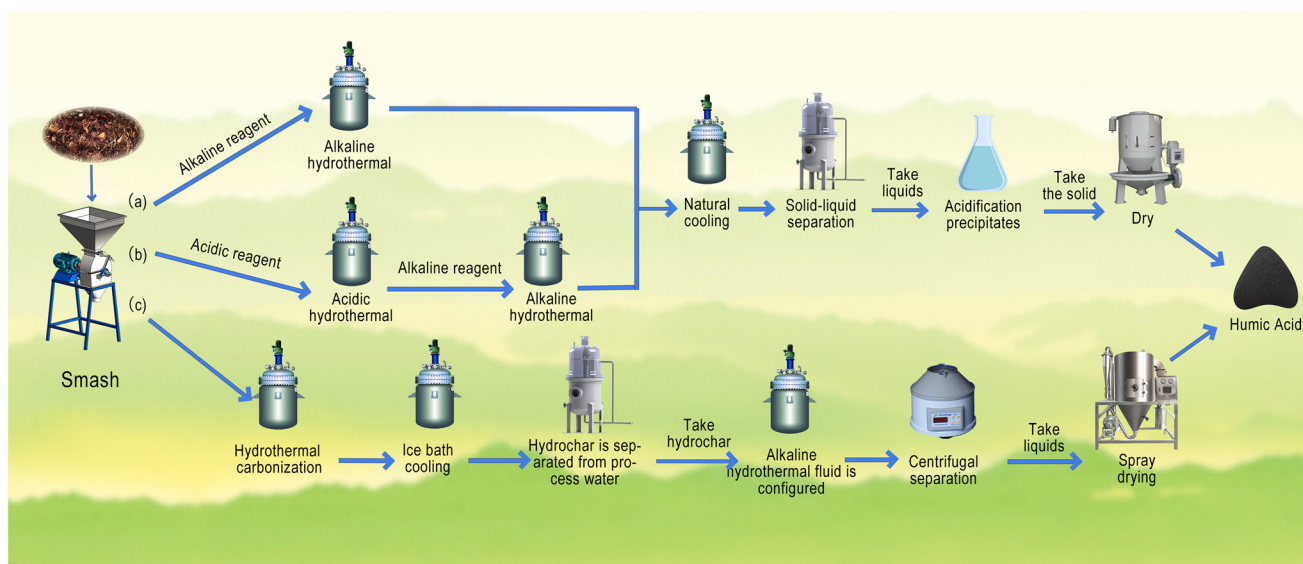 (a)
Alkaline reagent
Alkaline
hydrothermal
(b)
Acidic reagent
Acidic
hydrothermal
Alkaline reagent
Alkaline
hydrothermal
Natural
cooling
Solid-liquid
separation
Take
liquids
Acidification
precipitates
Take
the solid
Dry
Humic Acid
(c)
Smash
Hydrothermal
carbonization
Ice bath
cooling
Hydrochar is sep-
arated from pro-
cess water
Take
hydrochar
Alkaline
hydrothermal fluid is
configured
Centrifugal
separation
Take
liquids
Spray
drying